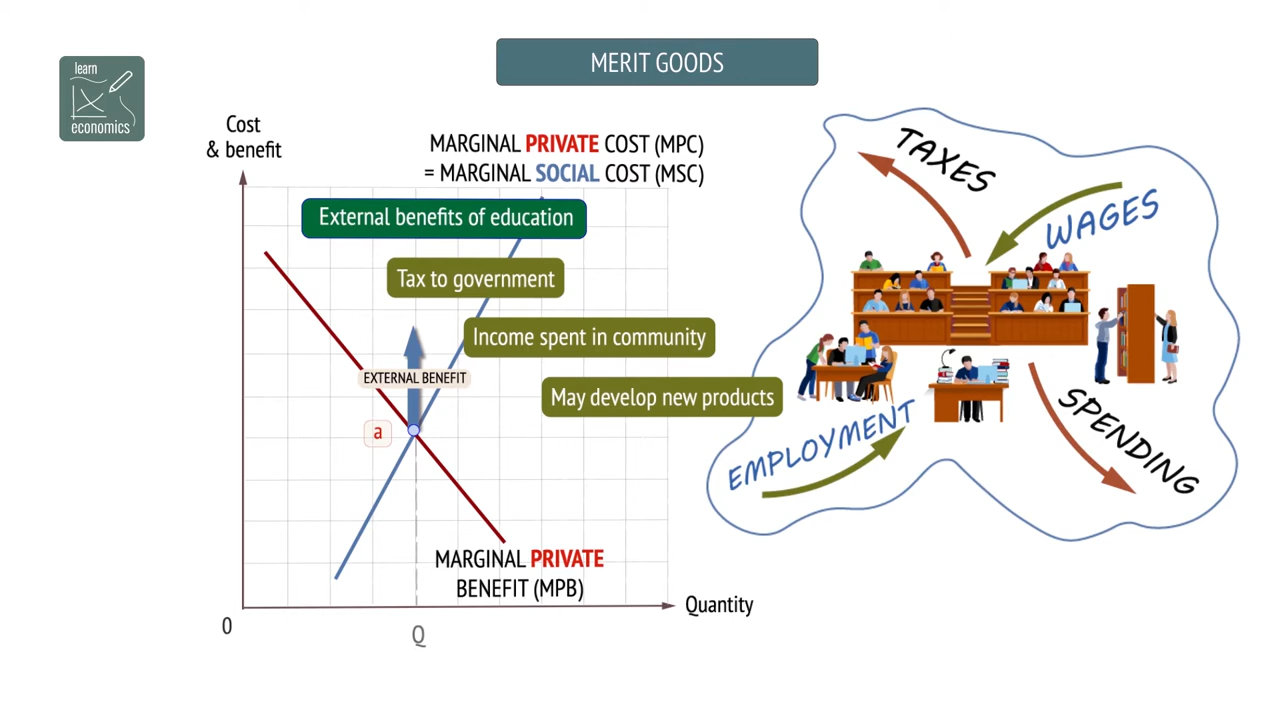 learn
economics
MERIT GOODS
Cost
& benefit
MARGINAL PRIVATE COST (MPC)
= MARGINAL SOCIAL COST (MSC)
External benefits of education
Tax to government
Income spent in community
EXTERNAL BENEFIT
May develop new products
a
MARGINAL PRIVATE
BENEFIT (MPB)
Quantity
0
Q
TAXES
WAGES
EMPLOYMENT
SPENDING